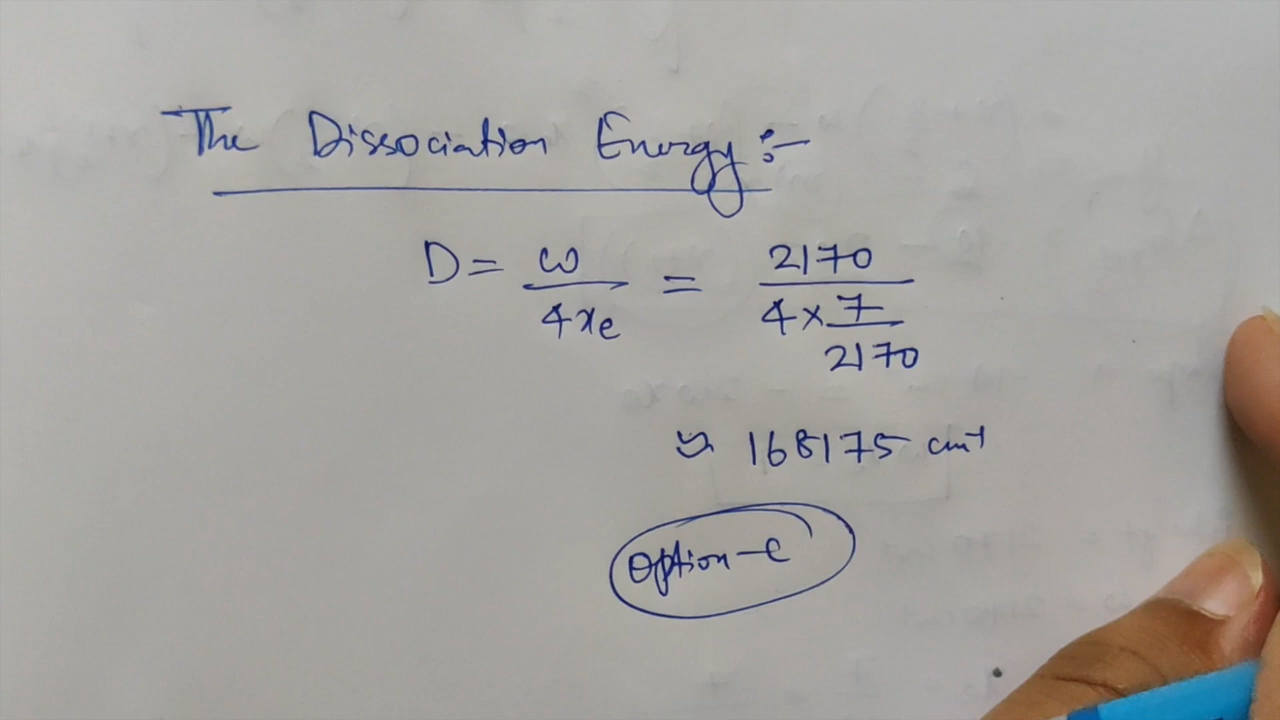 The Dissociation Energy :-
D = ω / 4xe = 2170 / 4 × 7 / 2170
≈ 168175 cm⁻¹
Option-C